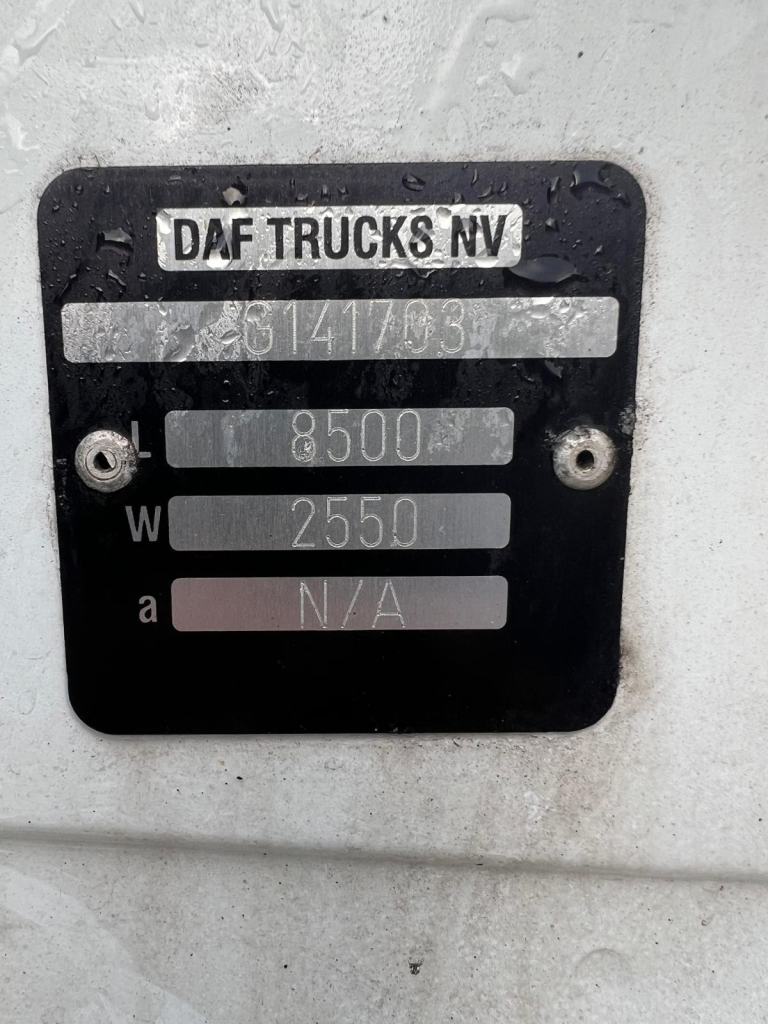 DAF TRUCKS NV
G141703
L 8500
W 2550
a N/A